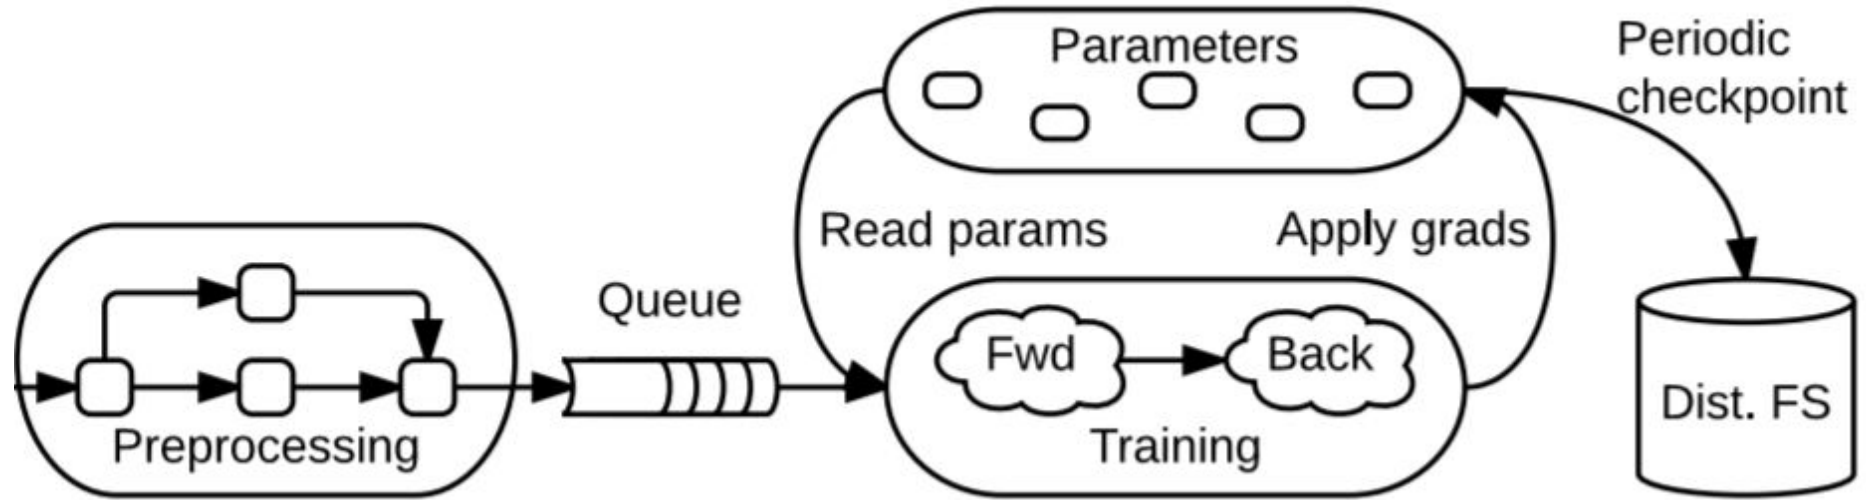 Parameters
Periodic
checkpoint
Read params
Apply grads
Queue
Fwd
Back
Dist. FS
Preprocessing
Training